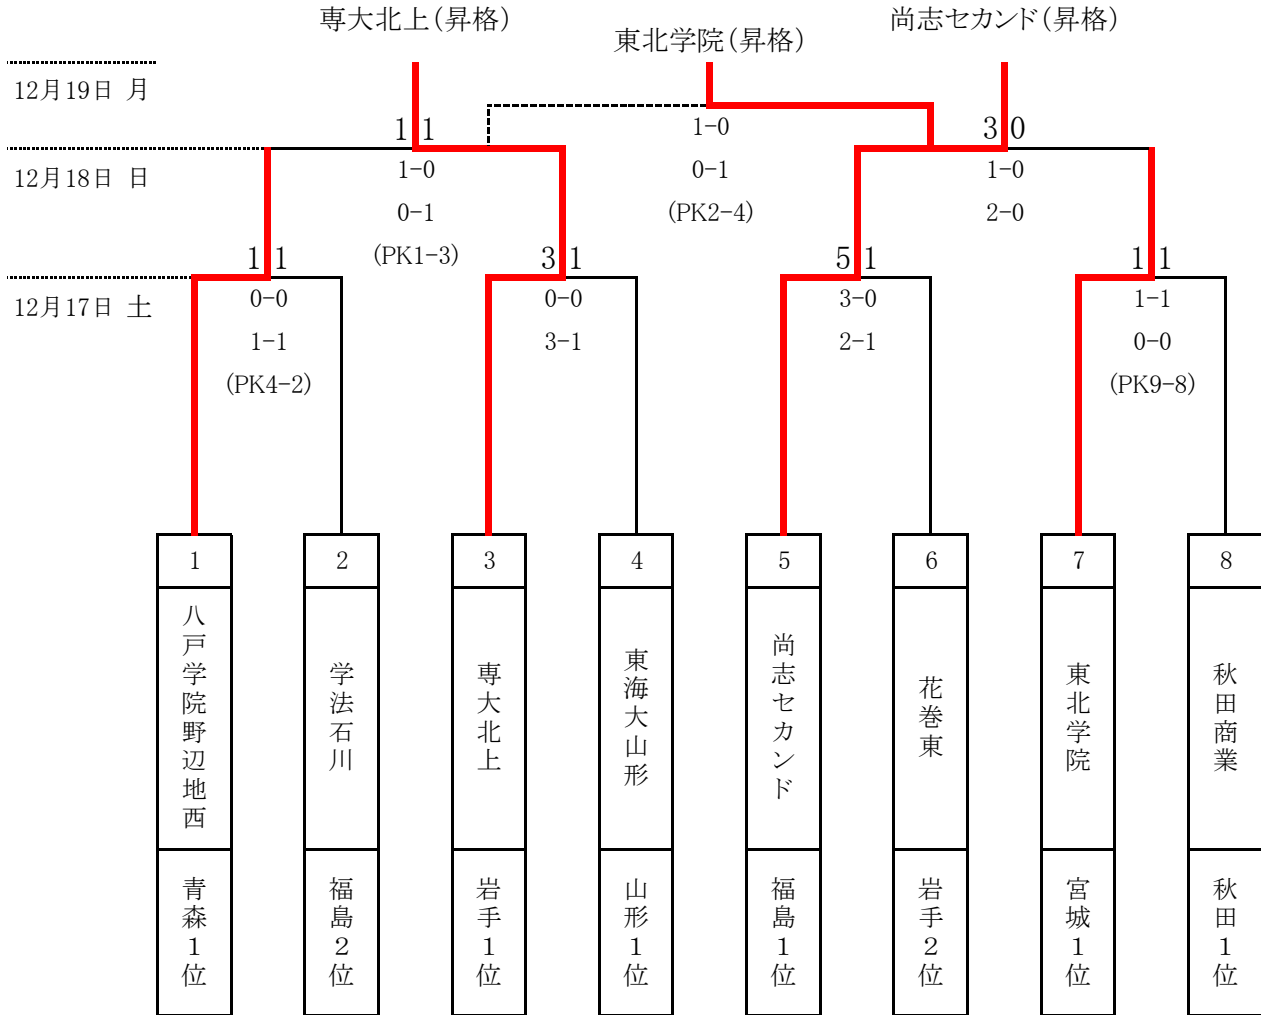 専大北上(昇格)
東北学院(昇格)
尚志セカンド(昇格)
12月19日 月
1 1
1-0
3 0
12月18日 日
1-0
0-1
1-0
0-1
(PK2-4)
2-0
(PK1-3)
1 1
3 1
5 1
1 1
12月17日 土
0-0
0-0
3-0
1-1
1-1
3-1
2-1
0-0
(PK4-2)
(PK9-8)
1
2
3
4
5
6
7
8
八戸学院野辺地西
学法石川
専大北上
東海大山形
尚志セカンド
花巻東
東北学院
秋田商業
青森1位
福島2位
岩手1位
山形1位
福島1位
岩手2位
宮城1位
秋田1位